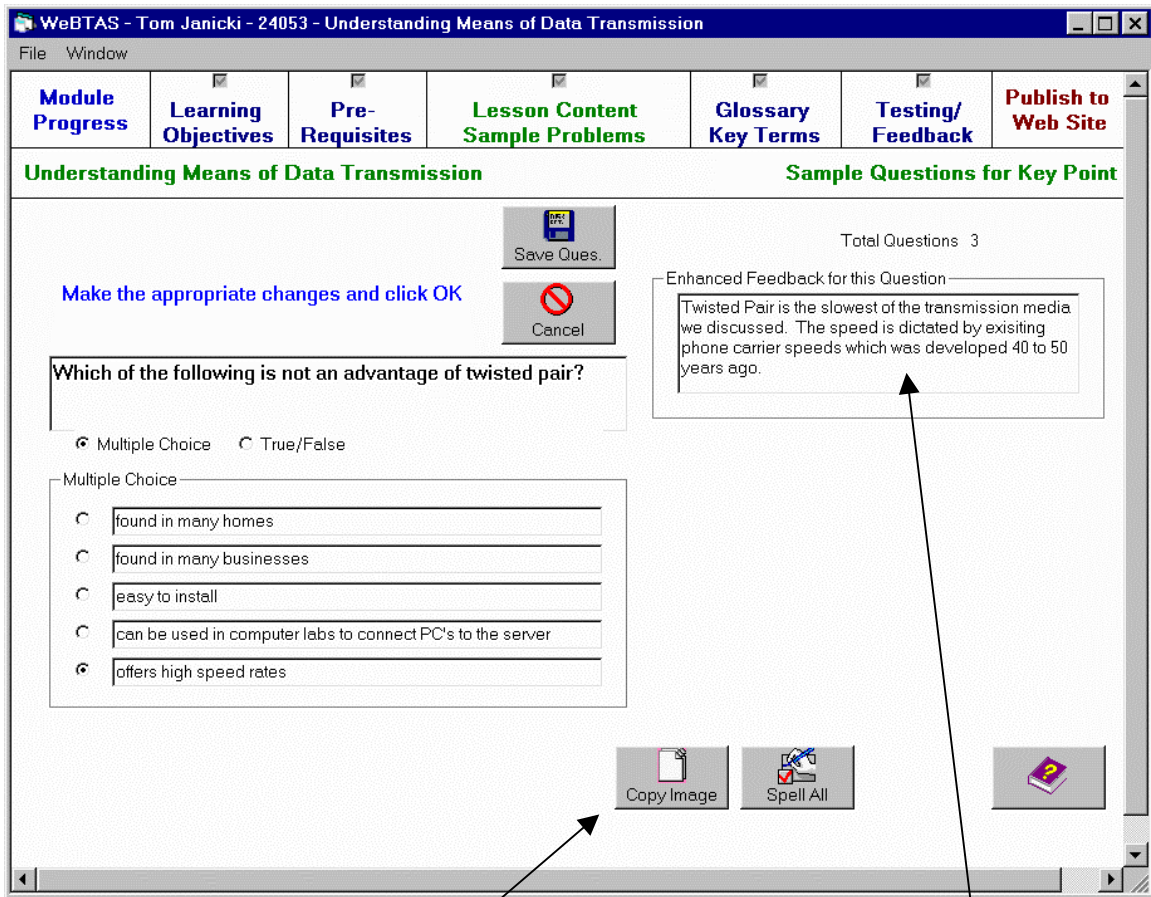 WeBTAS - Tom Janicki - 24053 - Understanding Means of Data Transmission
File Window
Module
Progress
Learning
Objectives
Pre-
Requisites
Lesson Content
Sample Problems
Glossary
Key Terms
Testing/
Feedback
Publish to
Web Site
Understanding Means of Data Transmission
Sample Questions for Key Point
Save Ques.
Total Questions 3
Make the appropriate changes and click OK
Cancel
Enhanced Feedback for this Question
Twisted Pair is the slowest of the transmission media
we discussed. The speed is dictated by exisiting
phone carrier speeds which was developed 40 to 50
years ago.
Which of the following is not an advantage of twisted pair?
Multiple Choice True/False
Multiple Choice
found in many homes
found in many businesses
easy to install
can be used in computer labs to connect PC's to the server
offers high speed rates
Copy Image
Spell All
?